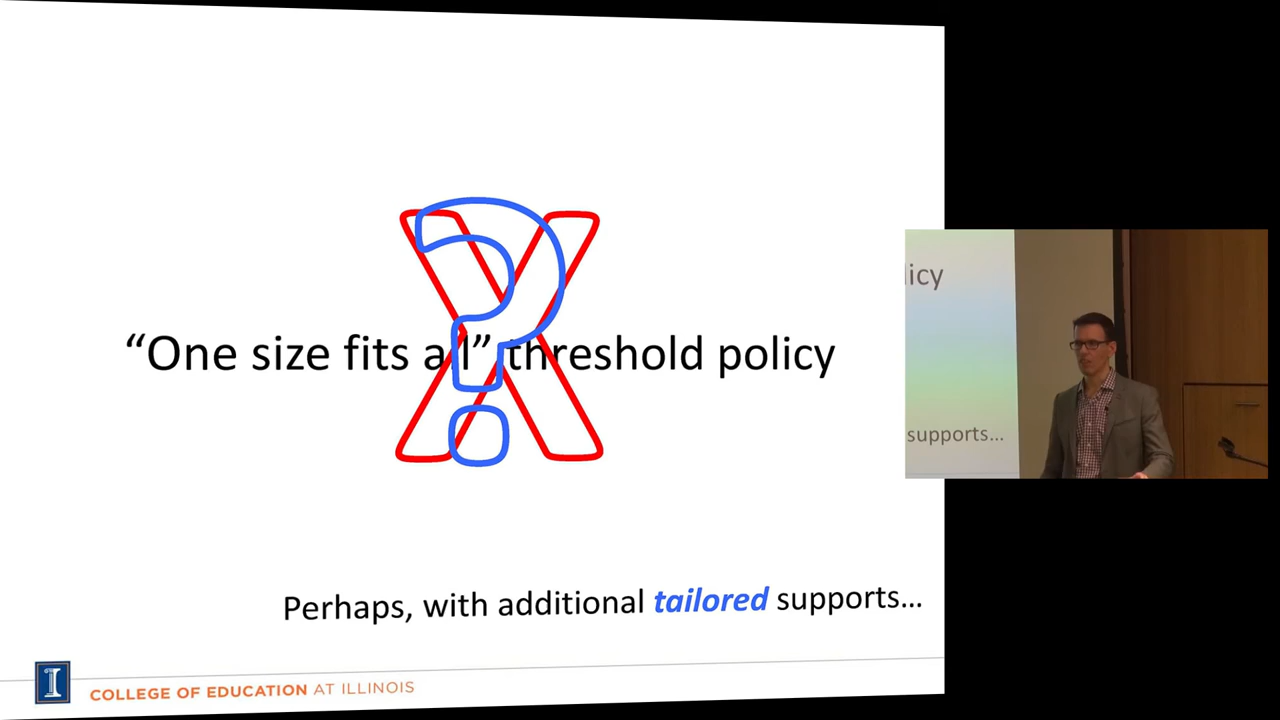 “One size fits all” threshold policy
?
X
licy
supports...
Perhaps, with additional tailored supports...
I
COLLEGE OF EDUCATION AT ILLINOIS